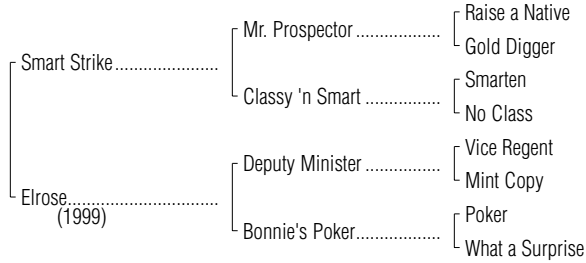 Raise a Native
Mr. Prospector ..................
Gold Digger
Smart Strike ......................
Smarten
Classy 'n Smart ................
No Class
Vice Regent
Deputy Minister ................
Mint Copy
Elrose................................
(1999)
Poker
Bonnie's Poker..................
What a Surprise